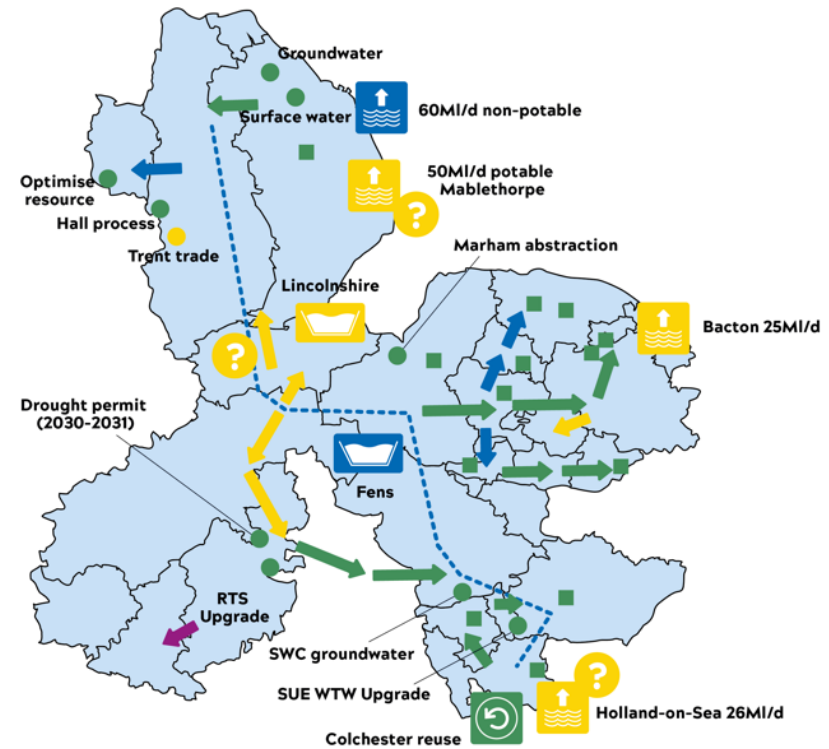 Groundwater
Surface water
60Ml/d non-potable
50Ml/d potable
Mablethorpe
?
Optimise
resource
Hall process
Trent trade
Marham abstraction
Lincolnshire
?
Bacton 25Ml/d
Drought permit
(2030-2031)
Fens
RTS
Upgrade
SWC groundwater
SUE WTW Upgrade
?
Holland-on-Sea 26Ml/d
Colchester reuse